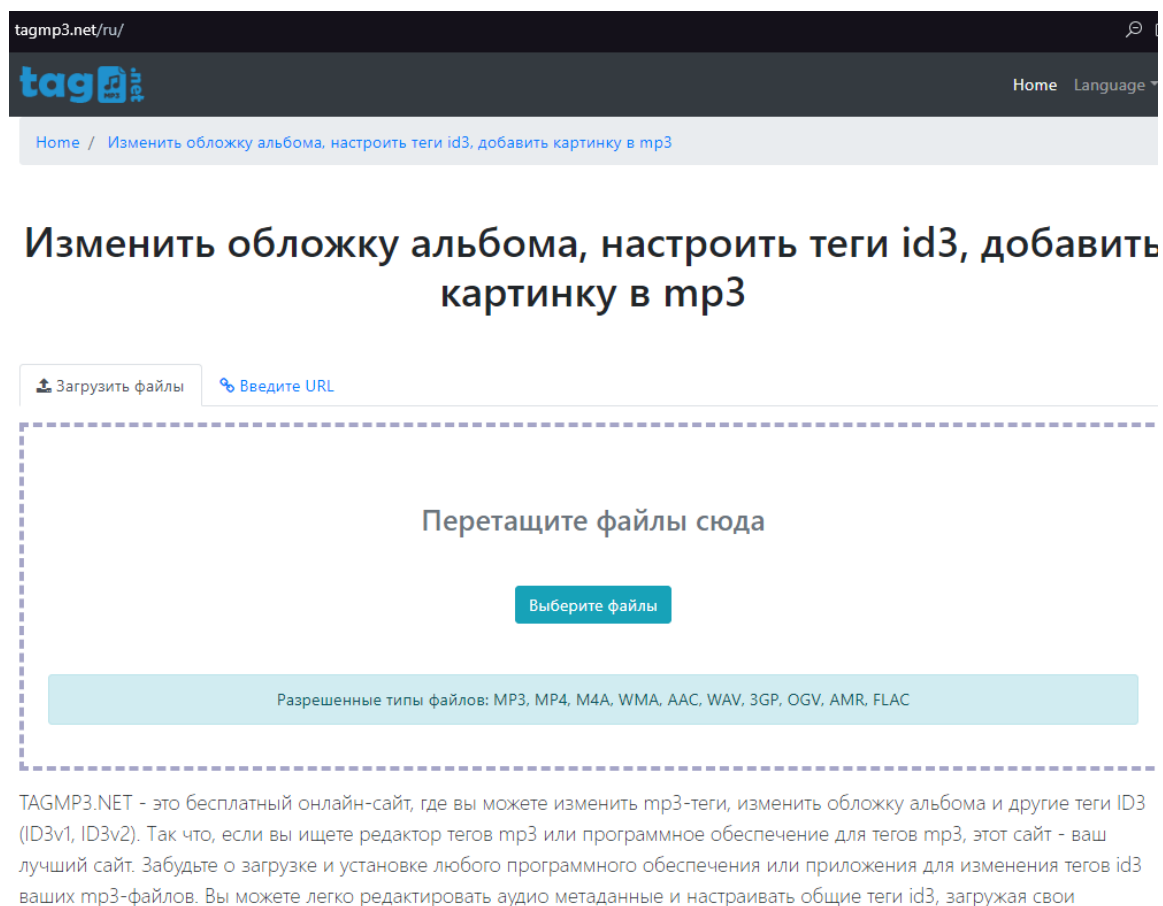 tagmp3.net/ru/
tag MP3 .net
Home Language
Home / Изменить обложку альбома, настроить теги id3, добавить картинку в mp3
Изменить обложку альбома, настроить теги id3, добавить
картинку в mp3
Загрузить файлы Введите URL
Перетащите файлы сюда
Выберите файлы
Разрешенные типы файлов: MP3, MP4, M4A, WMA, AAC, WAV, 3GP, OGV, AMR, FLAC
TAGMP3.NET - это бесплатный онлайн-сайт, где вы можете изменить mp3-теги, изменить обложку альбома и другие теги ID3
(ID3v1, ID3v2). Так что, если вы ищете редактор тегов mp3 или программное обеспечение для тегов mp3, этот сайт - ваш
лучший сайт. Забудьте о загрузке и установке любого программного обеспечения или приложения для изменения тегов id3
ваших mp3-файлов. Вы можете легко редактировать аудио метаданные и настраивать общие теги id3, загружая свои